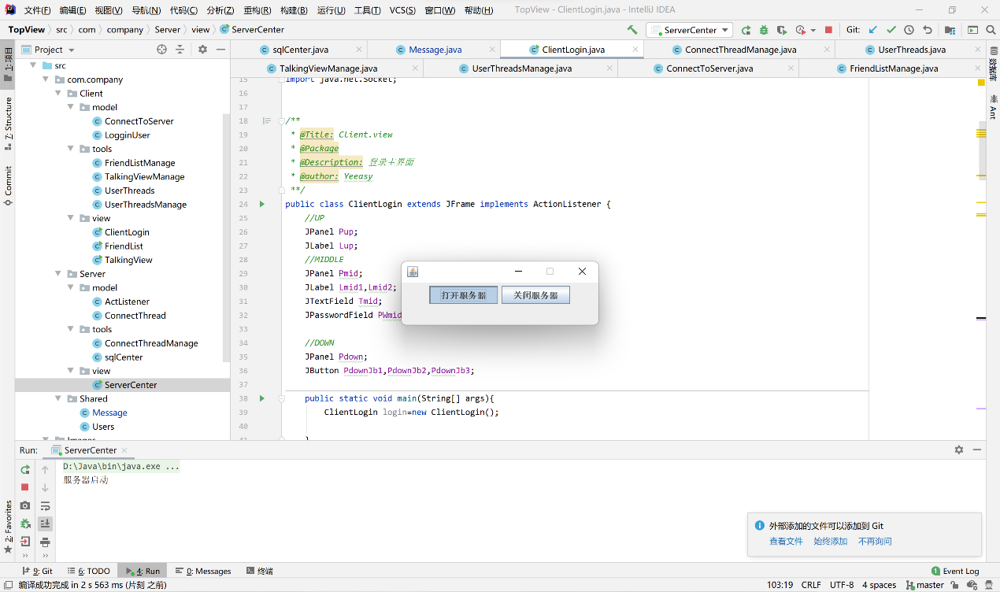 文件(F) 编辑(E) 视图(V) 导航(N) 代码(C) 分析(Z) 重构(R) 构建(B) 运行(U) 工具(T) VCS(S) 窗口(W) 帮助(H) TopView - ClientLogin.java - IntelliJ IDEA
TopView src com company Server view ServerCenter ServerCenter Git:
Project sqlCenter.java Message.java ClientLogin.java ConnectThreadManage.java UserThreads.java
TalkingViewManage.java UserThreadsManage.java ConnectToServer.java FriendListManage.java
1: 项目
7: Structure
Commit
2: Favorites
数据库
Ant
src
com.company
Client
model
ConnectToServer
LogginUser
tools
FriendListManage
TalkingViewManage
UserThreads
UserThreadsManage
view
ClientLogin
FriendList
TalkingView
Server
model
ActListener
ConnectThread
tools
ConnectThreadManage
sqlCenter
view
ServerCenter
Shared
Message
Users
Images
15 import java.net.Socket;
16
17
18 /**
19 * @Title: Client.view
20 * @Package
21 * @Description: 登录主界面
22 * @author: Yeeasy
23 **/
24 public class ClientLogin extends JFrame implements ActionListener {
25 //UP
26 JPanel Pup;
27 JLabel Lup;
28 //MIDDLE
29 JPanel Pmid;
30 JLabel Lmid1,Lmid2;
31 JTextField Tmid;
32 JPasswordField PWmid
33
34 //DOWN
35 JPanel Pdown;
36 JButton PdownJb1,PdownJb2,PdownJb3;
37
38 public static void main(String[] args){
39 ClientLogin login=new ClientLogin();
40
41 }
打开服务器 关闭服务器
Run: ServerCenter
D:\Java\bin\java.exe ...
服务器启动
外部添加的文件可以添加到 Git
查看文件 始终添加 不再询问
9: Git 6: TODO 4: Run 0: Messages 终端 1 Event Log
编译成功完成 in 2 s 563 ms (片刻 之前) 103:19 CRLF UTF-8 4 spaces master